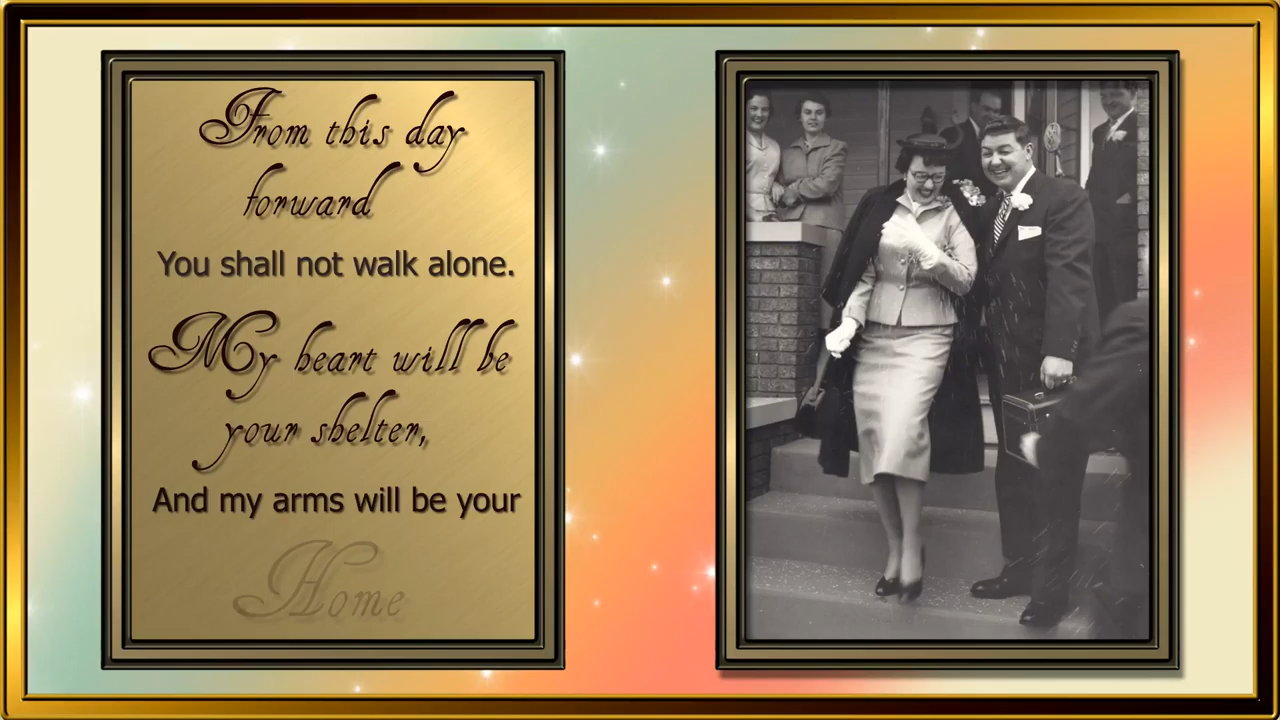 From this day
forward
You shall not walk alone.
My heart will be
your shelter,
And my arms will be your
Home